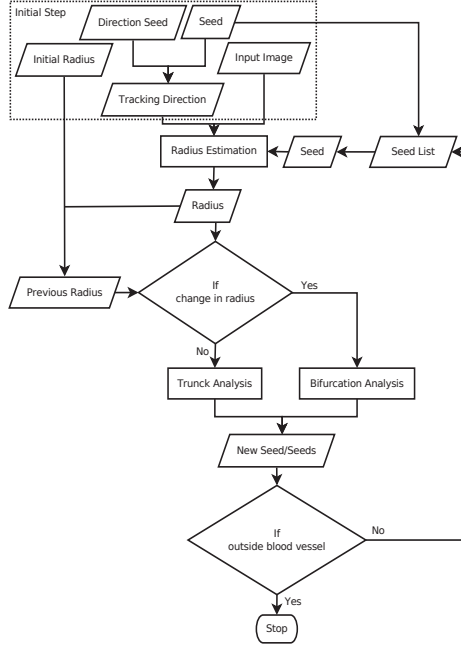 Initial Step
Direction Seed
Seed
Initial Radius
Input Image
Tracking Direction
Radius Estimation
Seed
Seed List
Radius
Previous Radius
If
change in radius
Yes
No
Trunck Analysis
Bifurcation Analysis
New Seed/Seeds
If
outside blood vessel
No
Yes
Stop